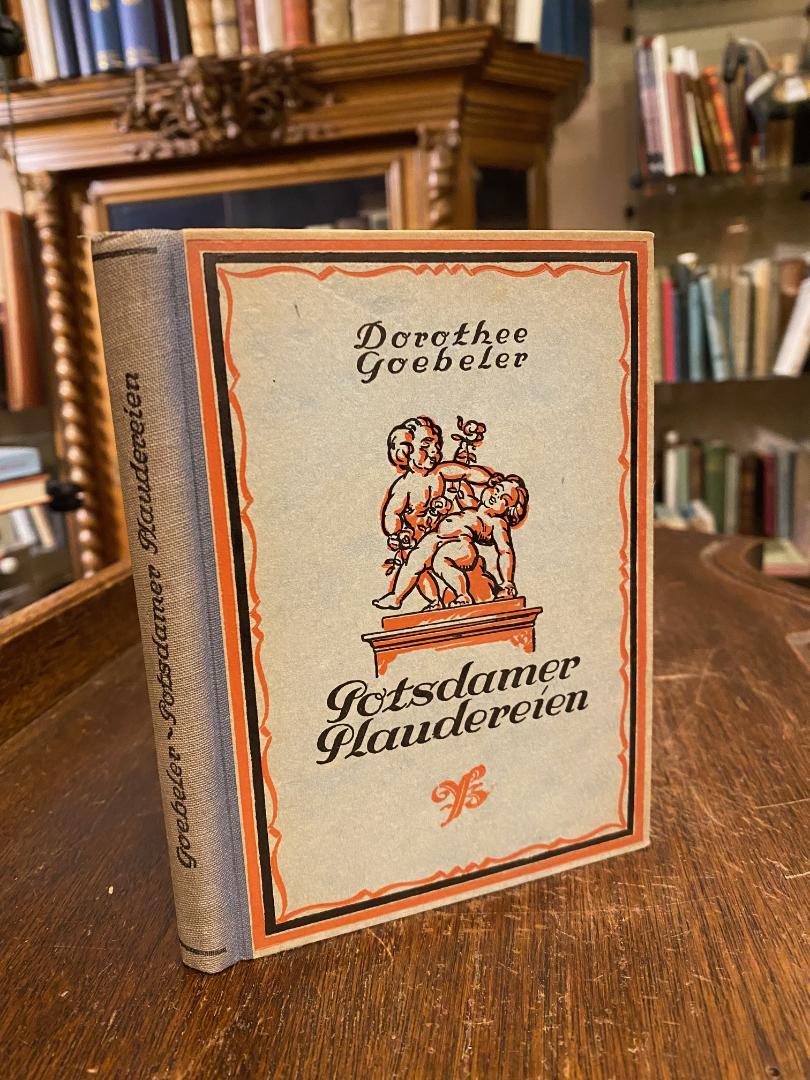 Dorothee
Goebeler
Potsdamer
Plaudereien
Goebeler ~ Potsdamer Plaudereien